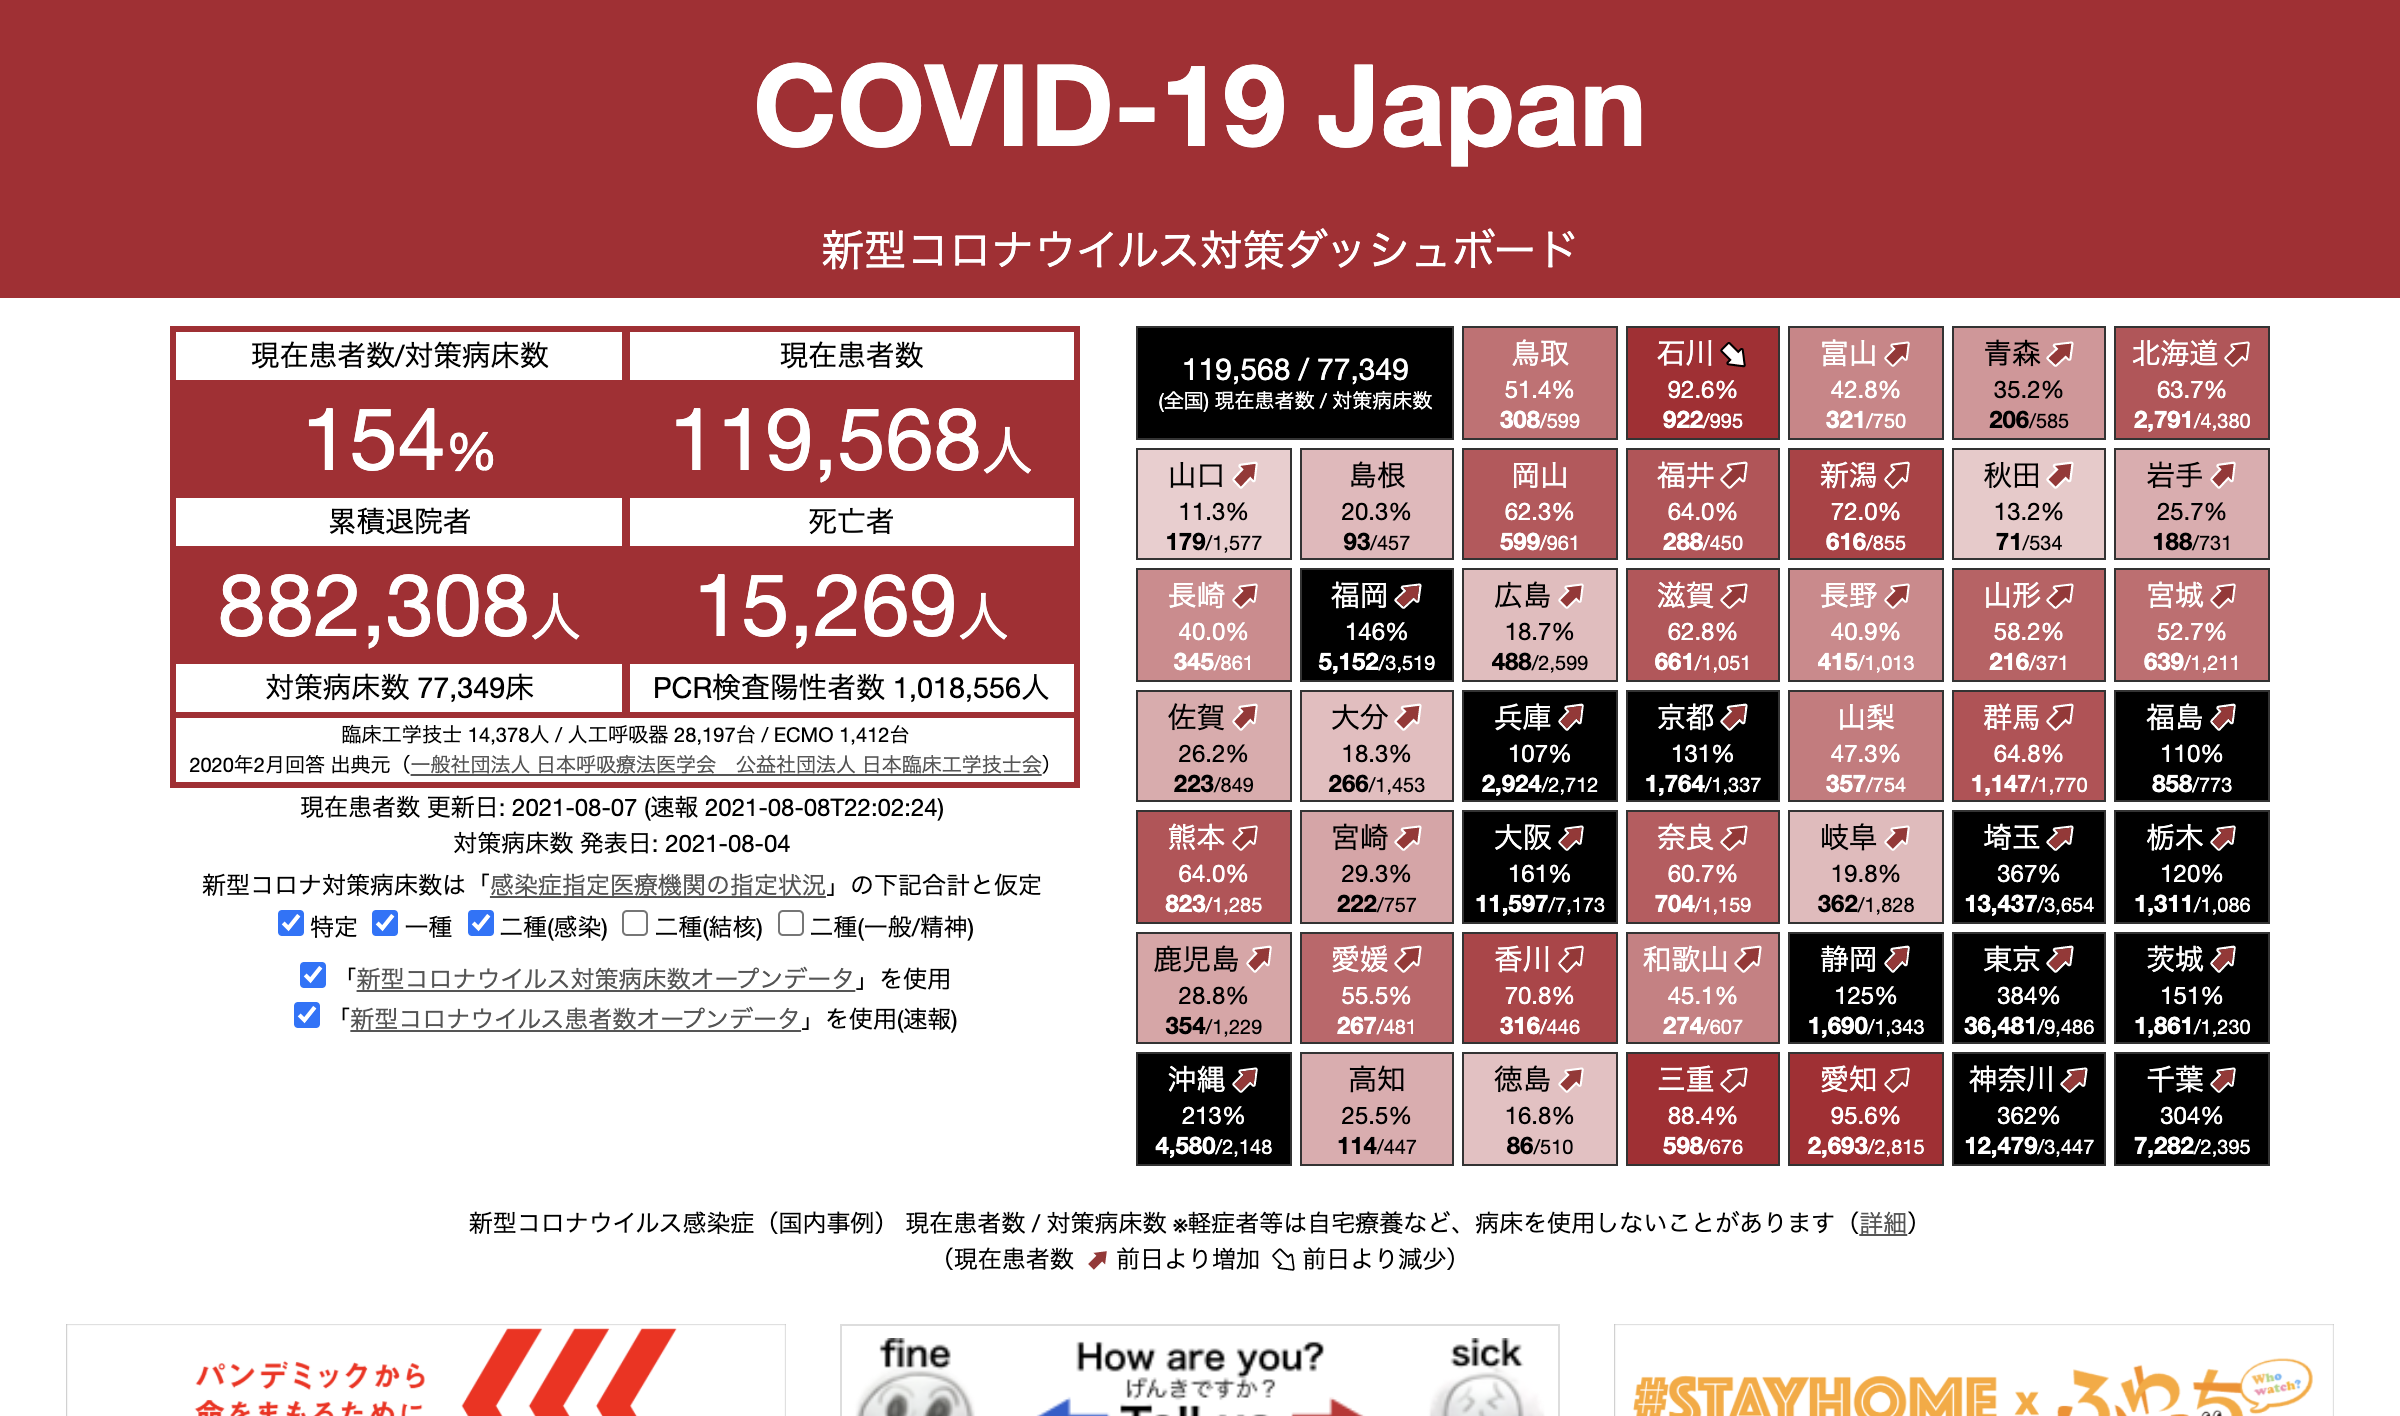 COVID-19 Japan
新型コロナウイルス対策ダッシュボード
現在患者数/対策病床数
現在患者数
154%
119,568人
累積退院者
死亡者
882,308人
15,269人
対策病床数 77,349床
PCR検査陽性者数 1,018,556人
臨床工学技士 14,378人 / 人工呼吸器 28,197台 / ECMO 1,412台
2020年2月回答 出典元（一般社団法人 日本呼吸療法医学会　公益社団法人 日本臨床工学技士会）
現在患者数 更新日: 2021-08-07 (速報 2021-08-08T22:02:24)
対策病床数 発表日: 2021-08-04
新型コロナ対策病床数は「感染症指定医療機関の指定状況」の下記合計と仮定
特定 一種 二種(感染) 二種(結核) 二種(一般/精神)
「新型コロナウイルス対策病床数オープンデータ」を使用
「新型コロナウイルス患者数オープンデータ」を使用(速報)
119,568 / 77,349
(全国) 現在患者数 / 対策病床数
鳥取
51.4%
308/599
石川
92.6%
922/995
富山
42.8%
321/750
青森
35.2%
206/585
北海道
63.7%
2,791/4,380
山口
11.3%
179/1,577
島根
20.3%
93/457
岡山
62.3%
599/961
福井
64.0%
288/450
新潟
72.0%
616/855
秋田
13.2%
71/534
岩手
25.7%
188/731
長崎
40.0%
345/861
福岡
146%
5,152/3,519
広島
18.7%
488/2,599
滋賀
62.8%
661/1,051
長野
40.9%
415/1,013
山形
58.2%
216/371
宮城
52.7%
639/1,211
佐賀
26.2%
223/849
大分
18.3%
266/1,453
兵庫
107%
2,924/2,712
京都
131%
1,764/1,337
山梨
47.3%
357/754
群馬
64.8%
1,147/1,770
福島
110%
858/773
熊本
64.0%
823/1,285
宮崎
29.3%
222/757
大阪
161%
11,597/7,173
奈良
60.7%
704/1,159
岐阜
19.8%
362/1,828
埼玉
367%
13,437/3,654
栃木
120%
1,311/1,086
鹿児島
28.8%
354/1,229
愛媛
55.5%
267/481
香川
70.8%
316/446
和歌山
45.1%
274/607
静岡
125%
1,690/1,343
東京
384%
36,481/9,486
茨城
151%
1,861/1,230
沖縄
213%
4,580/2,148
高知
25.5%
114/447
徳島
16.8%
86/510
三重
88.4%
598/676
愛知
95.6%
2,693/2,815
神奈川
362%
12,479/3,447
千葉
304%
7,282/2,395
新型コロナウイルス感染症（国内事例） 現在患者数 / 対策病床数 ※軽症者等は自宅療養など、病床を使用しないことがあります（詳細）
（現在患者数 前日より増加 前日より減少）
パンデミックから
命をまもるために
fine
How are you?
sick
げんきですか？
Tell us
#STAYHOME x ふわっち
Who watch?